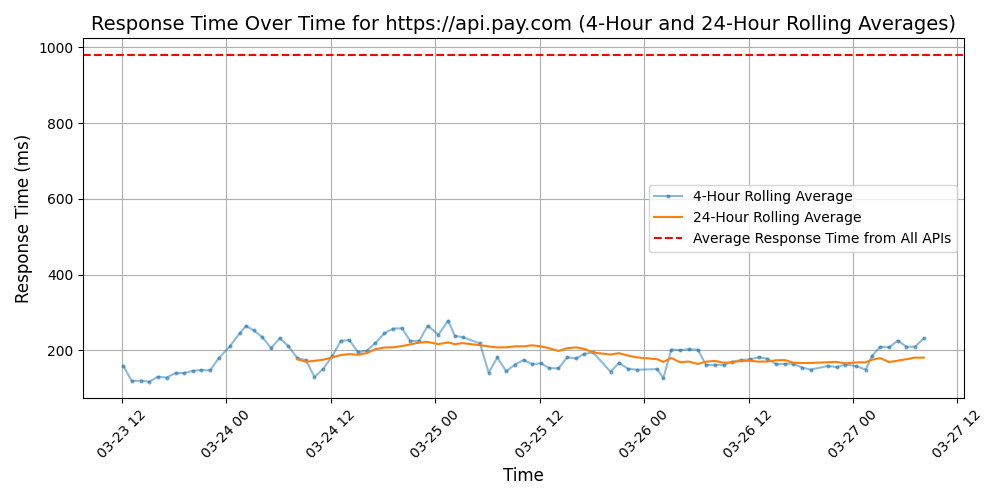 Response Time Over Time for https://api.pay.com (4-Hour and 24-Hour Rolling Averages)
1000
800
600
400
200
Response Time (ms)
4-Hour Rolling Average
24-Hour Rolling Average
Average Response Time from All APIs
03-23 12
03-24 00
03-24 12
03-25 00
03-25 12
03-26 00
03-26 12
03-27 00
03-27 12
Time